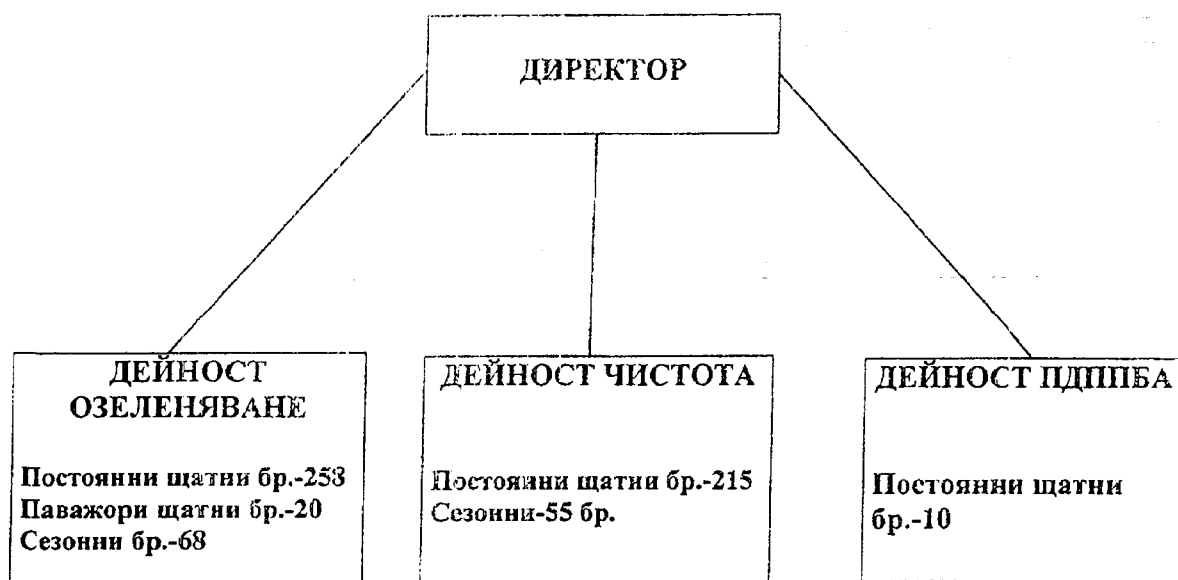 ДИРЕКТОР
ДЕЙНОСТ
ОЗЕЛЕНЯВАНЕ
Постоянни щатни бр.-258
Паважори щатни бр.-20
Сезонни бр.-68
ДЕЙНОСТ ЧИСТОТА
Постоянни щатни бр.-215
Сезонни-55 бр.
ДЕЙНОСТ ПДППБА
Постоянни щатни
бр.-10